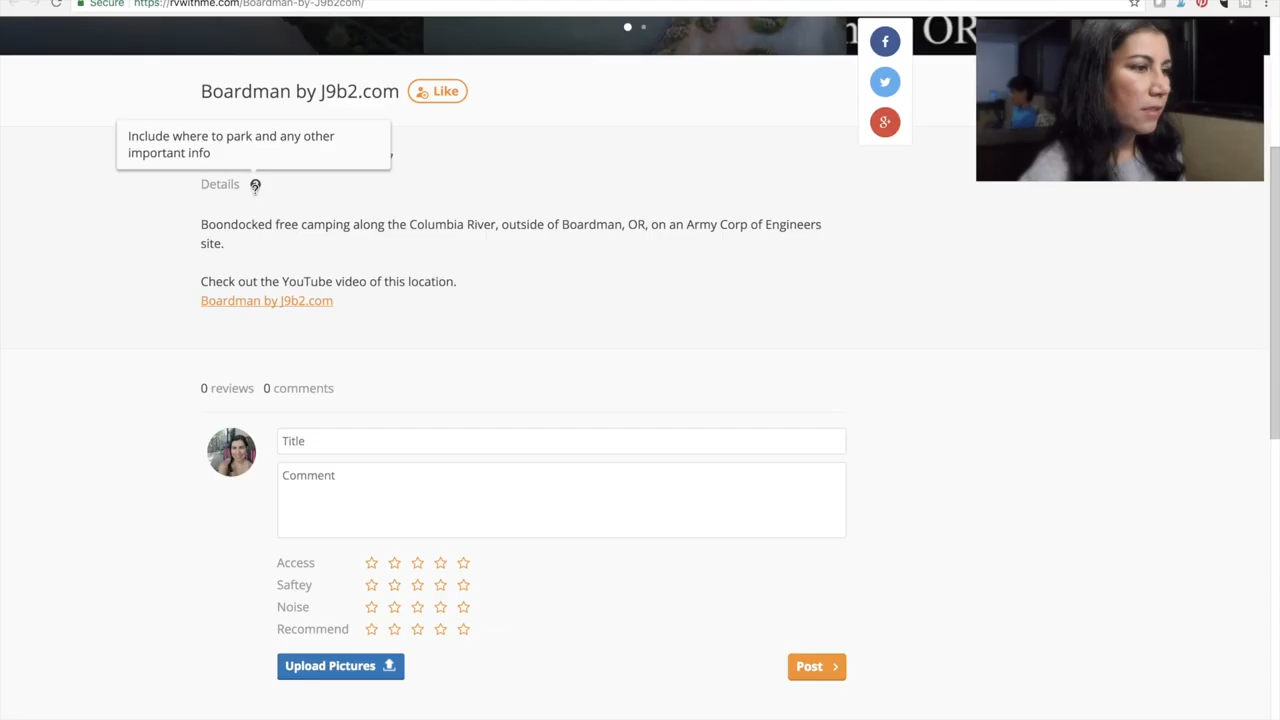 Secure https://rvwithme.com/Boardman-by-J9b2com/
OR
Boardman by J9b2.com Like
Include where to park and any other
important info
Details ?
Boondocked free camping along the Columbia River, outside of Boardman, OR, on an Army Corp of Engineers
site.
Check out the YouTube video of this location.
Boardman by J9b2.com
0 reviews 0 comments
Title
Comment
Access
Saftey
Noise
Recommend
Upload Pictures
Post